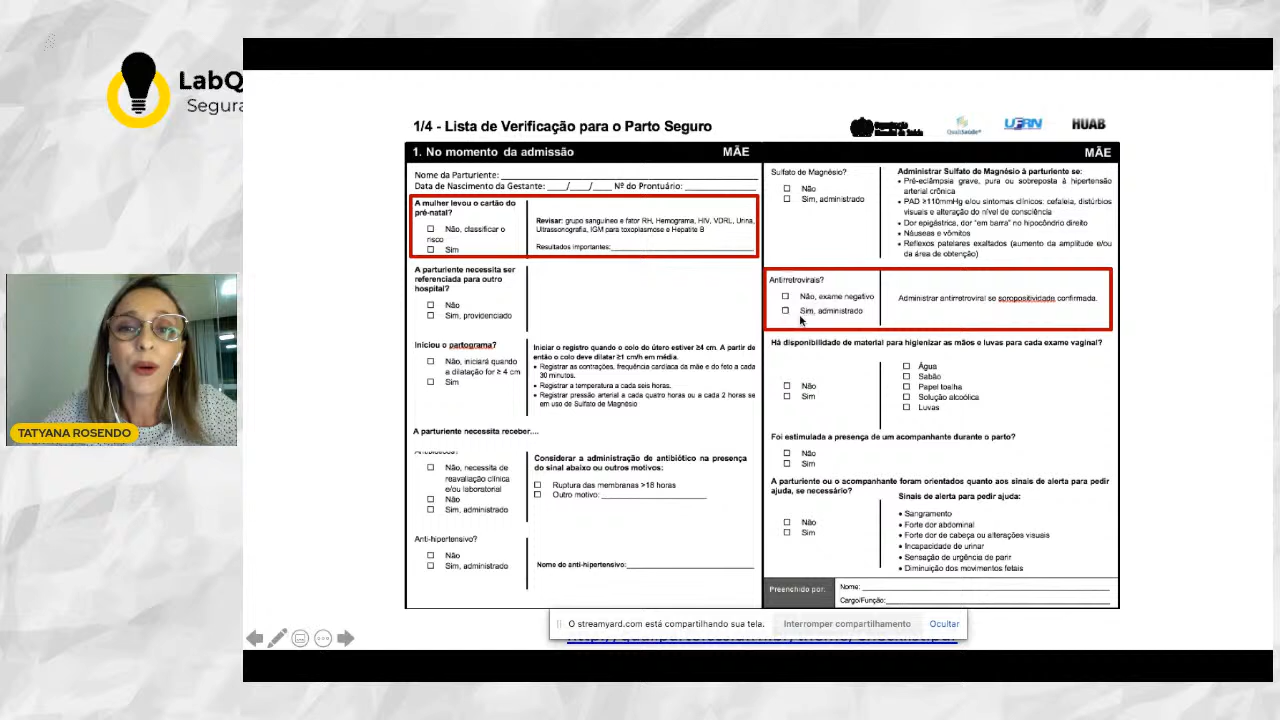 LabQ
Segura
1/4 - Lista de Verificação para o Parto Seguro
QualiSaúde
UFRN
HUAB
1. No momento da admissão MÃE
Nome da Parturiente:
Data de Nascimento da Gestante: ____/____/____ Nº do Prontuário:
A mulher levou o cartão do
pré-natal?
Não, classificar o
risco
Sim
Revisar: grupo sanguíneo e fator RH, Hemograma, HIV, VDRL, Urina,
Ultrassonografia, IGM para toxoplasmose e Hepatite B
Resultados importantes:
A parturiente necessita ser
referenciada para outro
hospital?
Não
Sim, providenciado
Iniciou o partograma?
Não, iniciará quando
a dilatação for ≥ 4 cm
Sim
Iniciar o registro quando o colo do útero estiver ≥4 cm. A partir de
então o colo deve dilatar ≥1 cm/h em média.
• Registrar as contrações, frequência cardíaca da mãe e do feto a cada
30 minutos.
• Registrar a temperatura a cada seis horas.
• Registrar pressão arterial a cada quatro horas ou a cada 2 horas se
em uso de Sulfato de Magnésio
A parturiente necessita receber....
Não, necessita de
reavaliação clínica
e/ou laboratorial
Não
Sim, administrado
Considerar a administração de antibiótico na presença
do sinal abaixo ou outros motivos:
Ruptura das membranas >18 horas
Outro motivo:
Anti-hipertensivo?
Não
Sim, administrado
Nome do anti-hipertensivo:
MÃE
Sulfato de Magnésio?
Não
Sim, administrado
Administrar Sulfato de Magnésio à parturiente se:
• Pré-eclâmpsia grave, pura ou sobreposta à hipertensão
arterial crônica
• PAD ≥110mmHg e/ou sintomas clínicos: cefaleia, distúrbios
visuais e alteração do nível de consciência
• Dor epigástrica, dor "em barra" no hipocôndrio direito
• Náuseas e vômitos
• Reflexos patelares exaltados (aumento da amplitude e/ou
da área de obtenção)
Antirretrovirais?
Não, exame negativo
Sim, administrado
Administrar antirretroviral se soropositividade confirmada.
Há disponibilidade de material para higienizar as mãos e luvas para cada exame vaginal?
Não
Sim
Água
Sabão
Papel toalha
Solução alcoólica
Luvas
Foi estimulada a presença de um acompanhante durante o parto?
Não
Sim
A parturiente ou o acompanhante foram orientados quanto aos sinais de alerta para pedir
ajuda, se necessário?
Não
Sim
Sinais de alerta para pedir ajuda:
• Sangramento
• Forte dor abdominal
• Forte dor de cabeça ou alterações visuais
• Incapacidade de urinar
• Sensação de urgência de parir
• Diminuição dos movimentos fetais
Preenchido por:
Nome:
Cargo/Função:
TATYANA ROSENDO
O streamyard.com está compartilhando sua tela. Interromper compartilhamento Ocultar